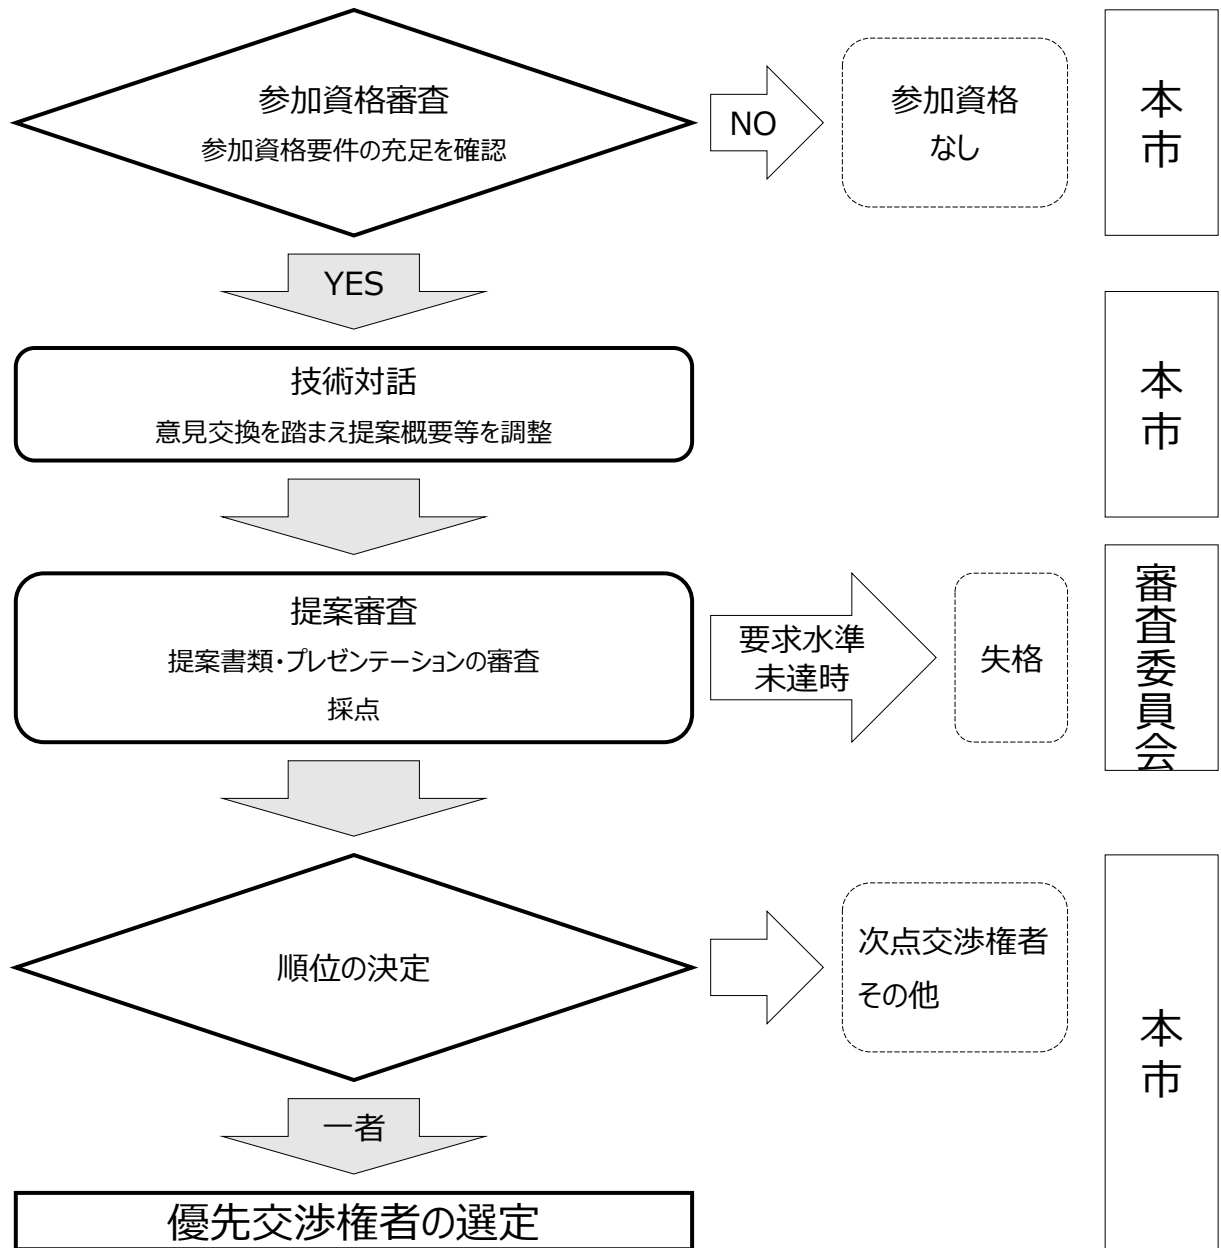 参加資格審査
参加資格要件の充足を確認
NO
参加資格
なし
本市
YES
技術対話
意見交換を踏まえ提案概要等を調整
本市
提案審査
提案書類・プレゼンテーションの審査
採点
要求水準
未達時
失格
審査委員会
順位の決定
次点交渉権者
その他
本市
一者
優先交渉権者の選定